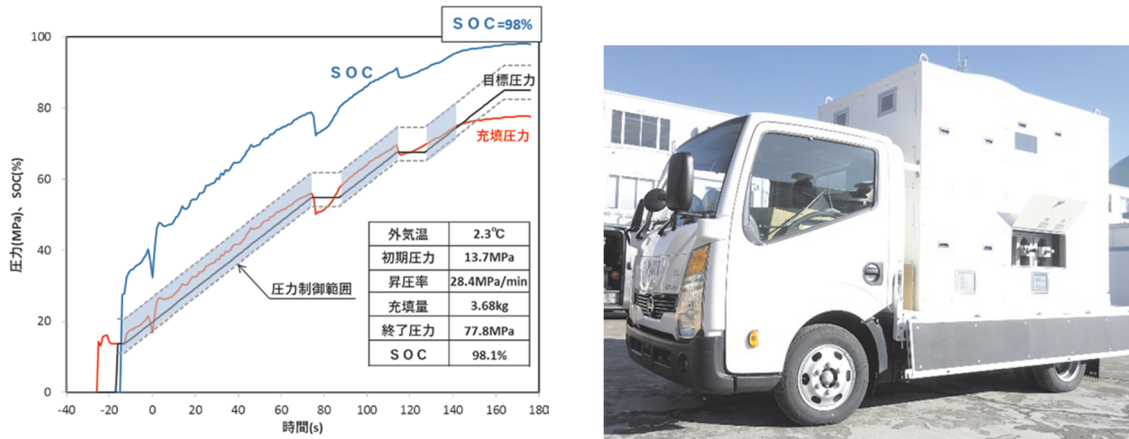 ＳＯＣ=98%
ＳＯＣ
目標圧力
充填圧力
圧力制御範囲
圧力(MPa)、SOC(%)
100
80
60
40
20
0
-40 -20 0 20 40 60 80 100 120 140 160 180
時間(s)
外気温 2.3℃
初期圧力 13.7MPa
昇圧率 28.4MPa/min
充填量 3.68kg
終了圧力 77.8MPa
ＳＯＣ 98.1%